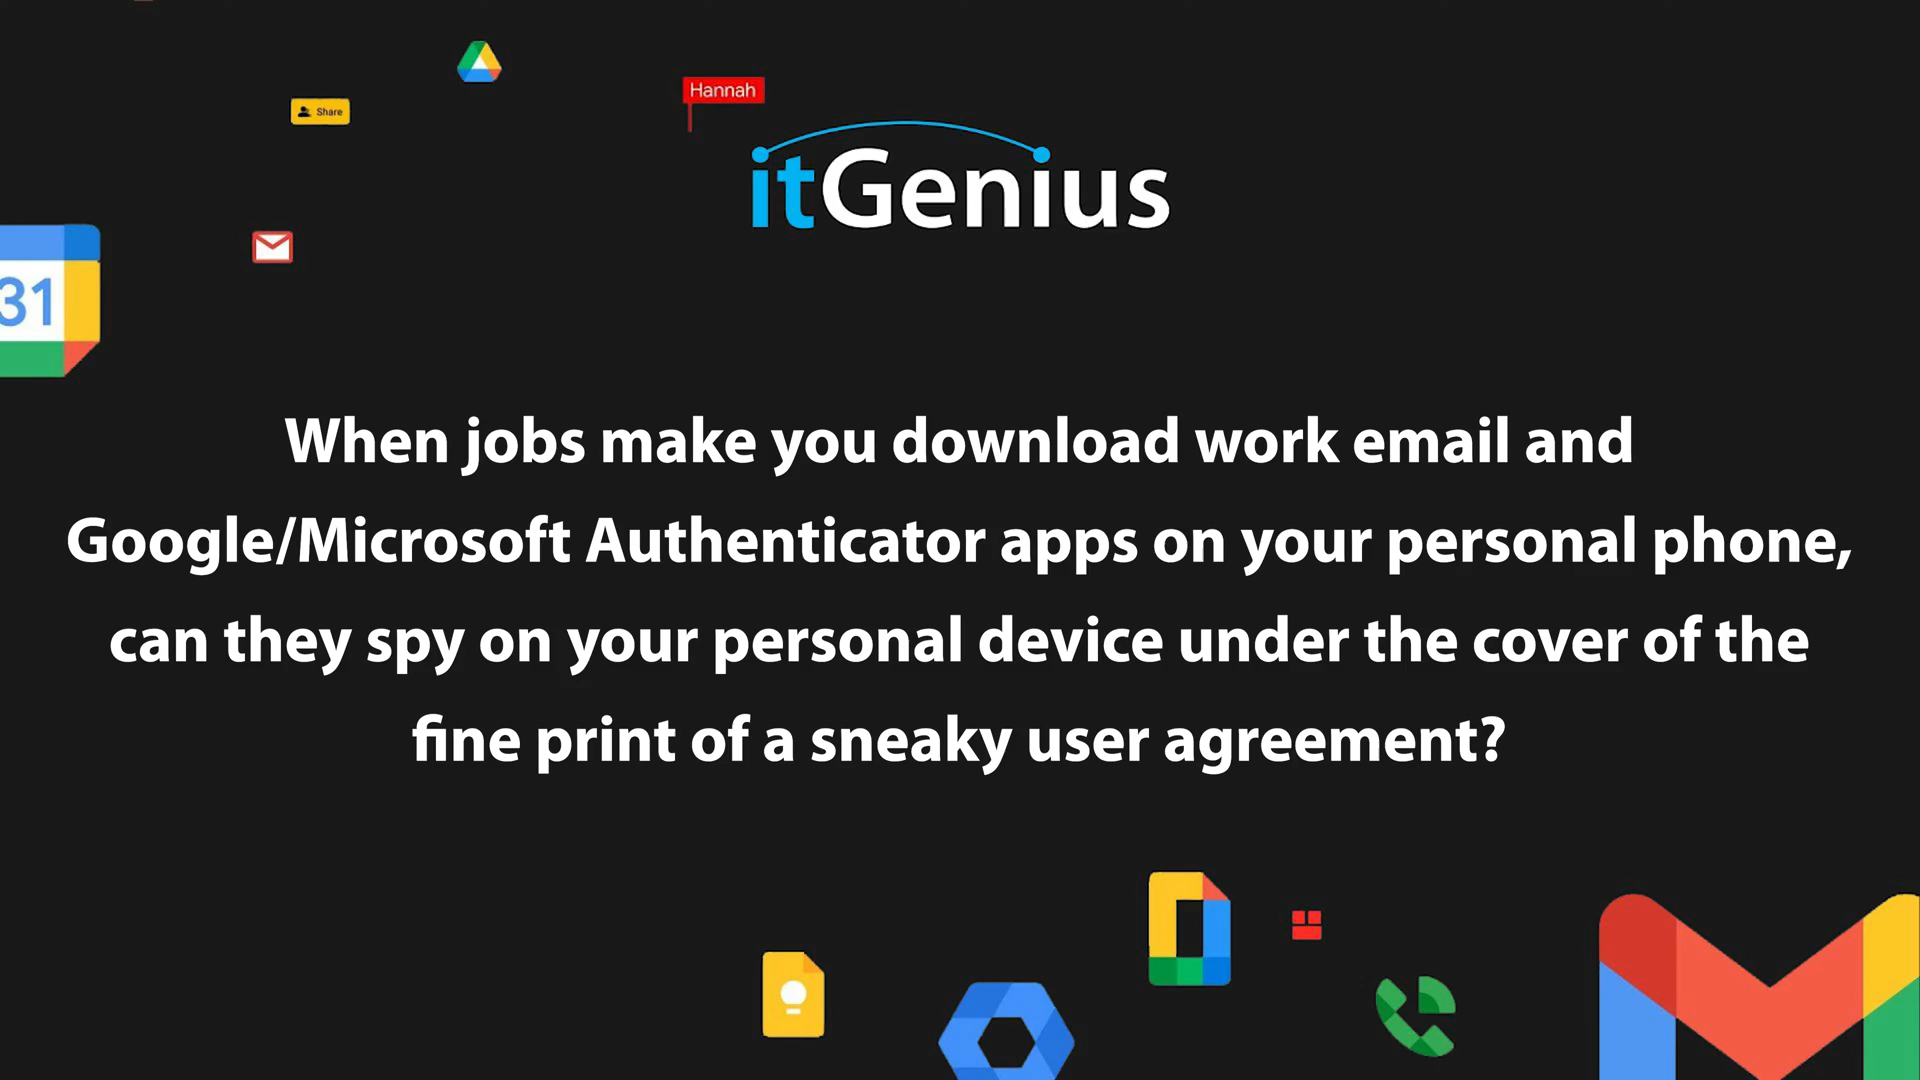 Hannah
Share
itGenius
31
When jobs make you download work email and
Google/Microsoft Authenticator apps on your personal phone,
can they spy on your personal device under the cover of the
fine print of a sneaky user agreement?